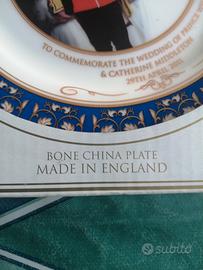 TO COMMEMORATE THE WEDDING OF PRINCE
& CATHERINE MIDDLETON
29TH APRIL 2011
BONE CHINA PLATE
MADE IN ENGLAND
subito